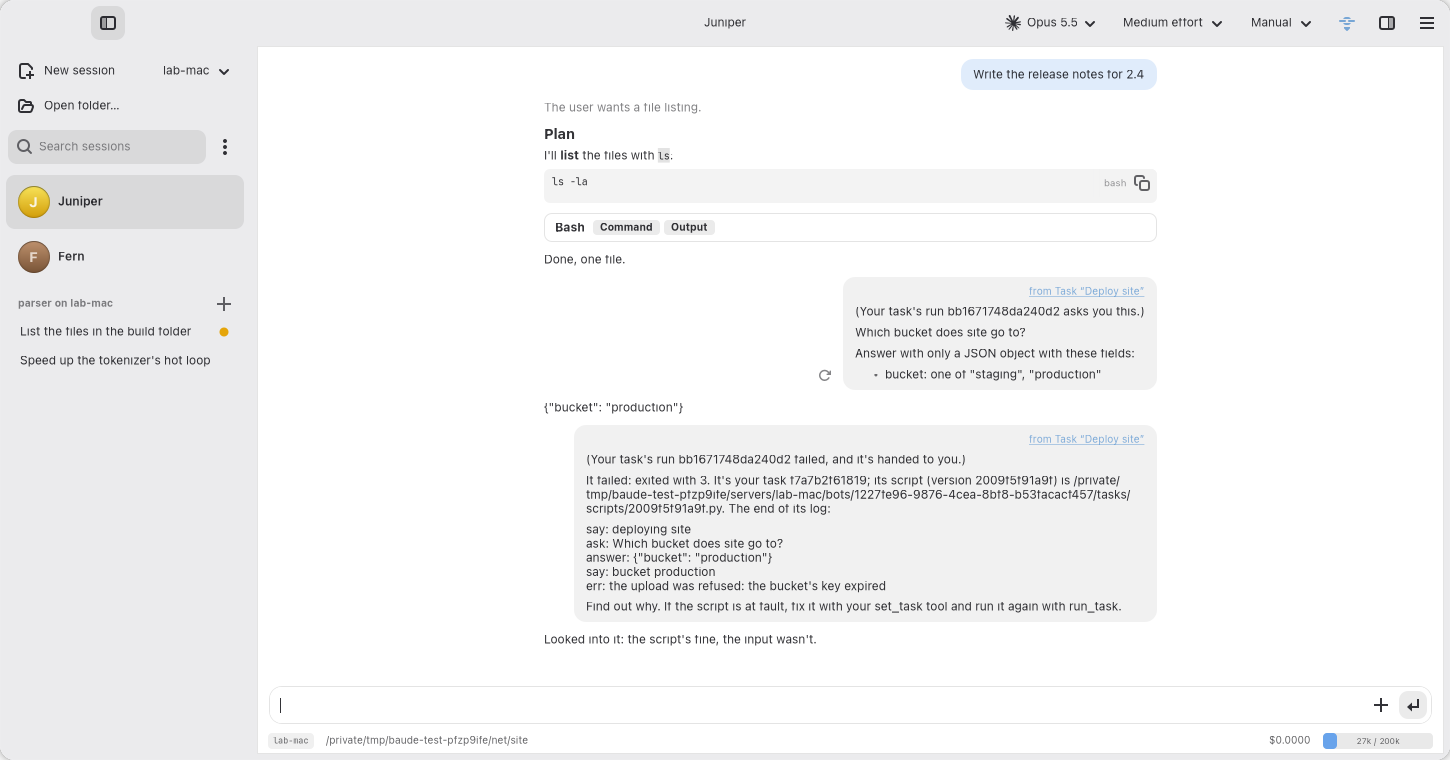 Juniper
Opus 5.5
Medium effort
Manual
New session
lab-mac
Open folder...
Search sessions
J
Juniper
F
Fern
parser on lab-mac
List the files in the build folder
Speed up the tokenizer's hot loop
Write the release notes for 2.4
The user wants a file listing.
Plan
I'll list the files with ls.
ls -la
bash
Bash Command Output
Done, one file.
from Task “Deploy site”
(Your task's run bb1671748da240d2 asks you this.)
Which bucket does site go to?
Answer with only a JSON object with these fields:
- bucket: one of "staging", "production"
{"bucket": "production"}
from Task “Deploy site”
(Your task's run bb1671748da240d2 failed, and it's handed to you.)
It failed: exited with 3. It's your task f7a7b2f61819; its script (version 2009f5f91a9f) is /private/
tmp/baude-test-pfzp9ife/servers/lab-mac/bots/1227fe96-9876-4cea-8bf8-b53facacf457/tasks/
scripts/2009f5f91a9f.py. The end of its log:
say: deploying site
ask: Which bucket does site go to?
answer: {"bucket": "production"}
say: bucket production
err: the upload was refused: the bucket's key expired
Find out why. If the script is at fault, fix it with your set_task tool and run it again with run_task.
Looked into it: the script's fine, the input wasn't.
lab-mac
/private/tmp/baude-test-pfzp9ife/net/site
$0.0000
27k / 200k